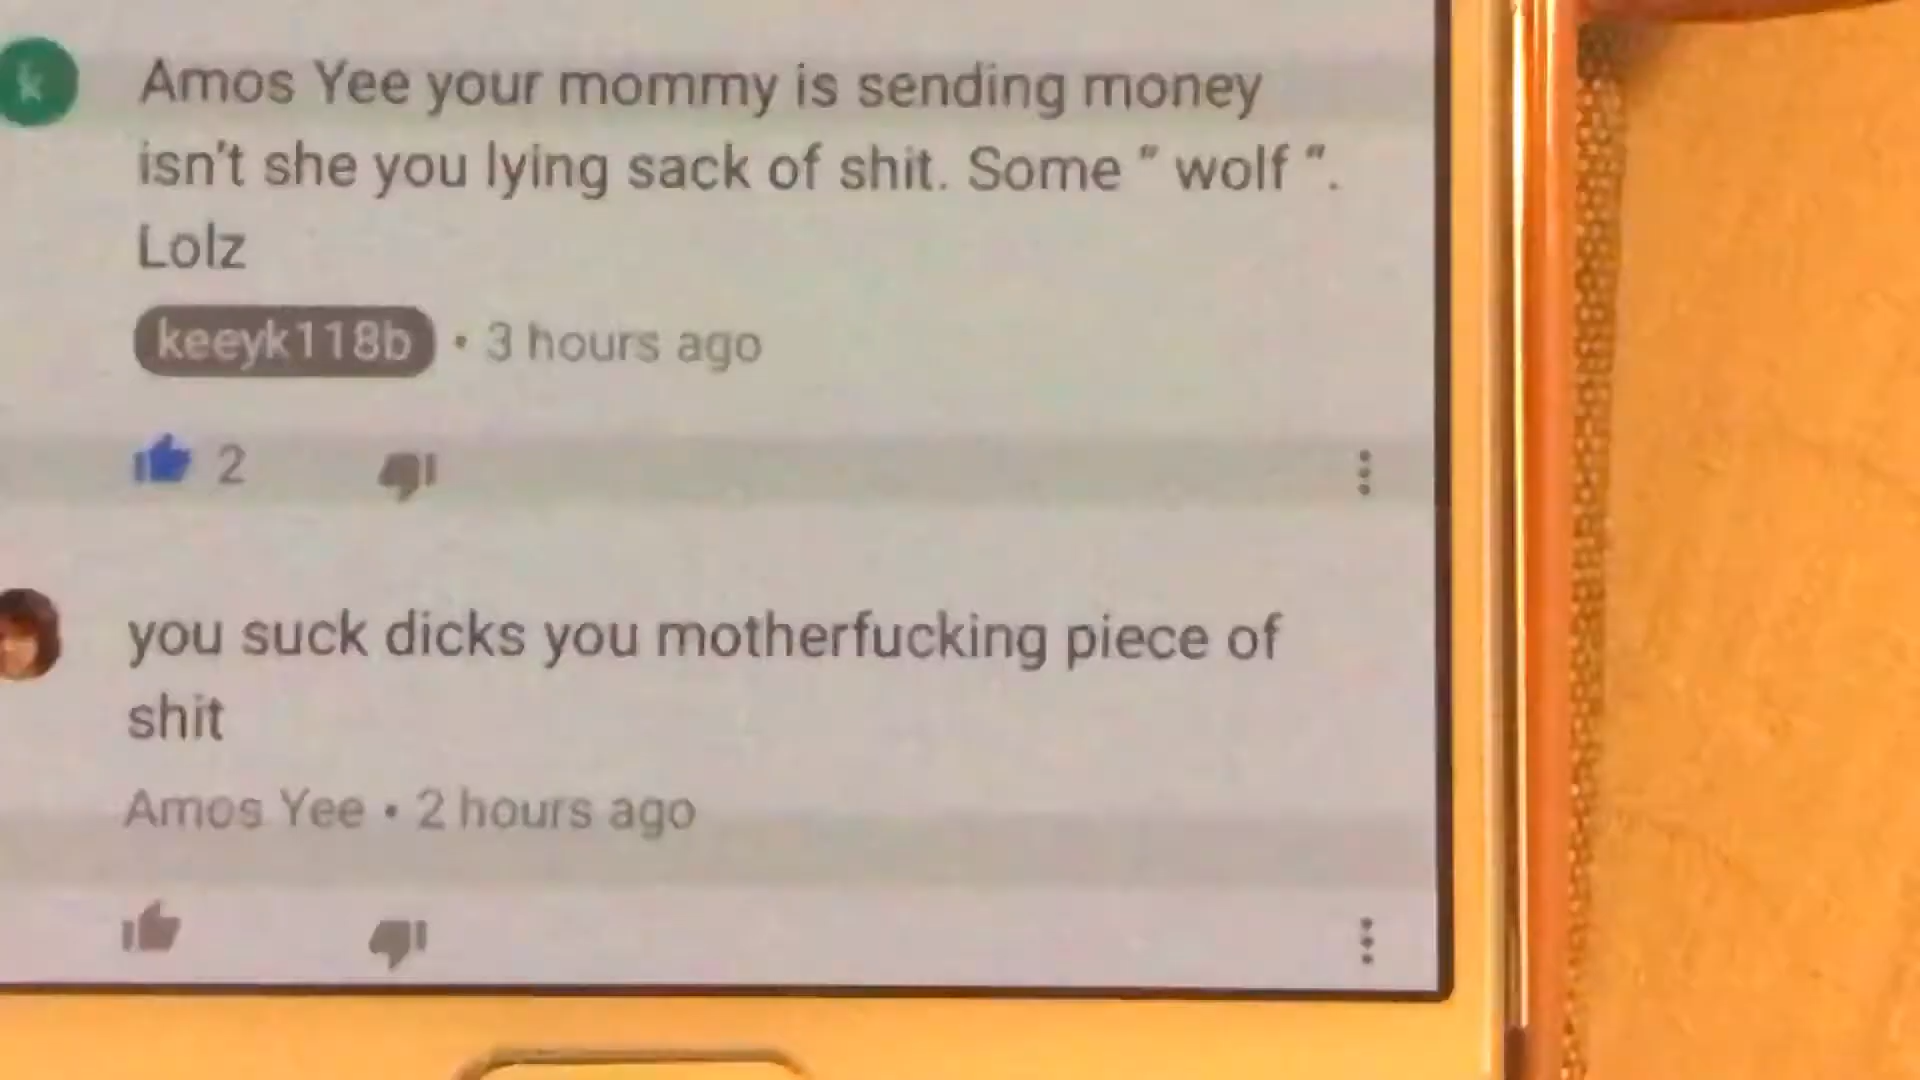 k
Amos Yee your mommy is sending money
isn't she you lying sack of shit. Some " wolf ".
Lolz
keeyk118b • 3 hours ago
2
you suck dicks you motherfucking piece of
shit
Amos Yee • 2 hours ago